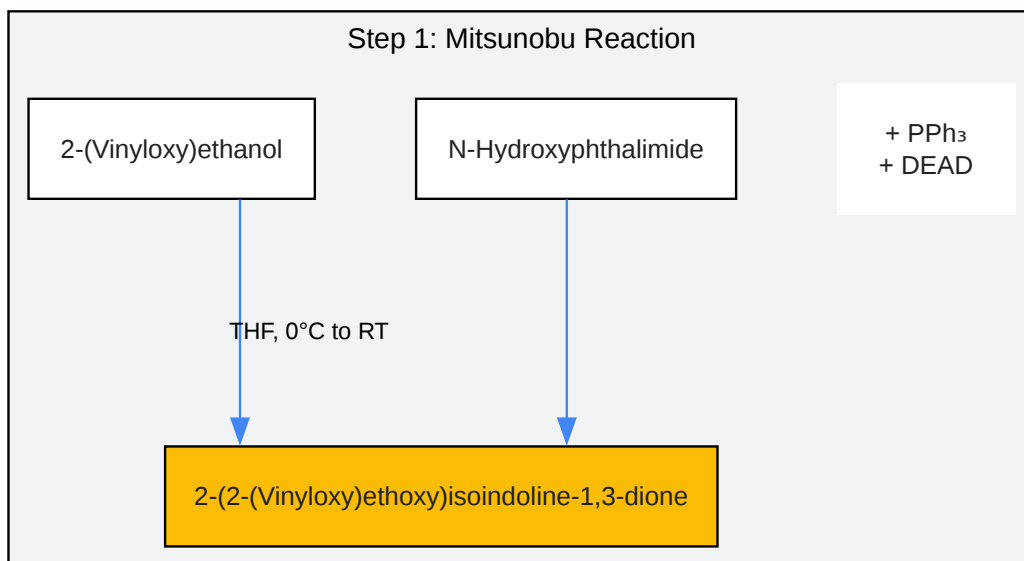 Step 1: Mitsunobu Reaction
2-(Vinyloxy)ethanol
N-Hydroxyphthalimide
+ PPh₃
+ DEAD
THF, 0°C to RT
2-(2-(Vinyloxy)ethoxy)isoindoline-1,3-dione